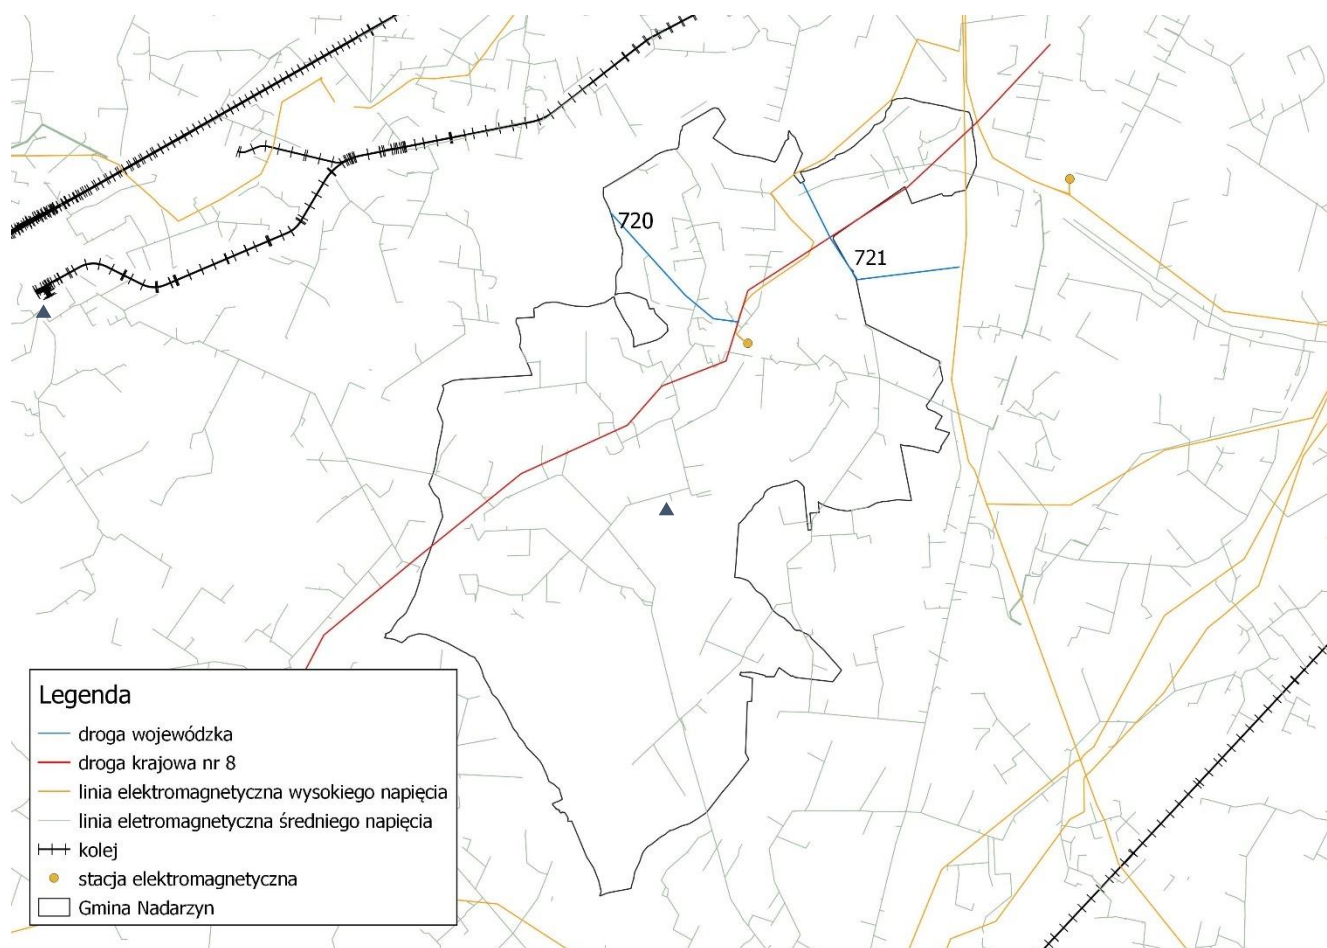 720
721
Legenda
droga wojewódzka
droga krajowa nr 8
linia elektromagnetyczna wysokiego napięcia
linia eletromagnetyczna średniego napięcia
kolej
stacja elektromagnetyczna
Gmina Nadarzyn